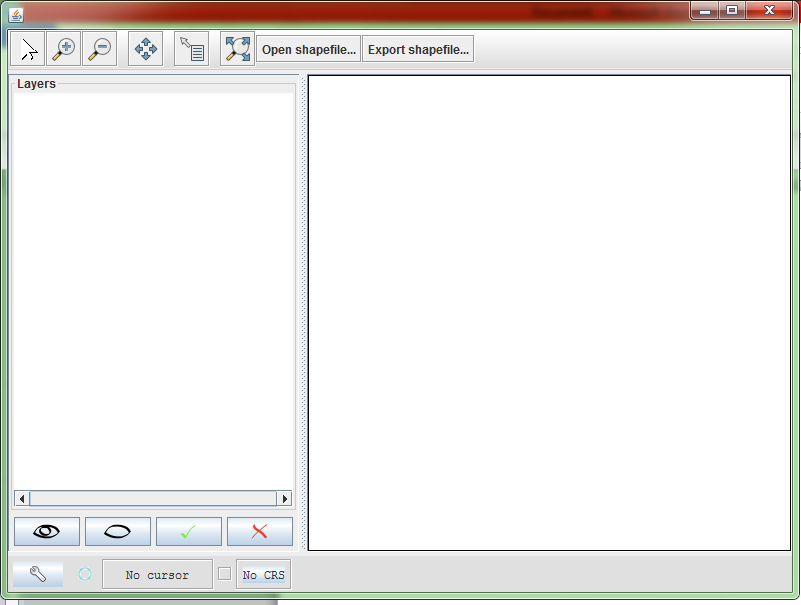 Open shapefile...
Export shapefile...
Layers
No cursor
No CRS